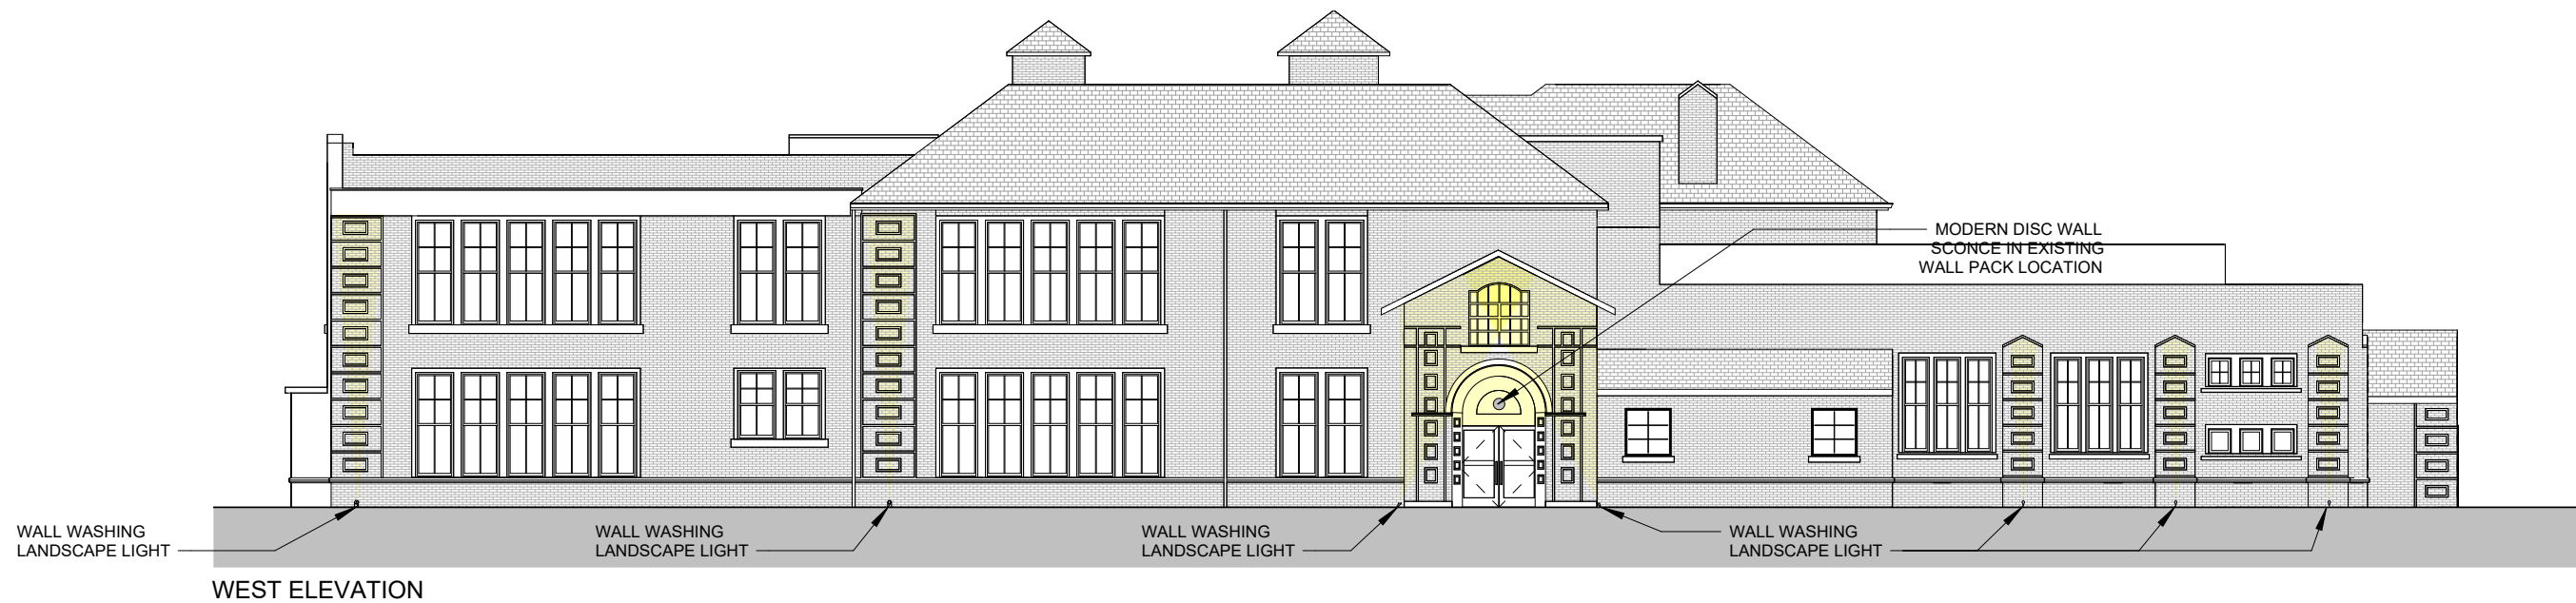 MODERN DISC WALL
SCONCE IN EXISTING
WALL PACK LOCATION
WALL WASHING
LANDSCAPE LIGHT
WALL WASHING
LANDSCAPE LIGHT
WALL WASHING
LANDSCAPE LIGHT
WALL WASHING
LANDSCAPE LIGHT
WEST ELEVATION